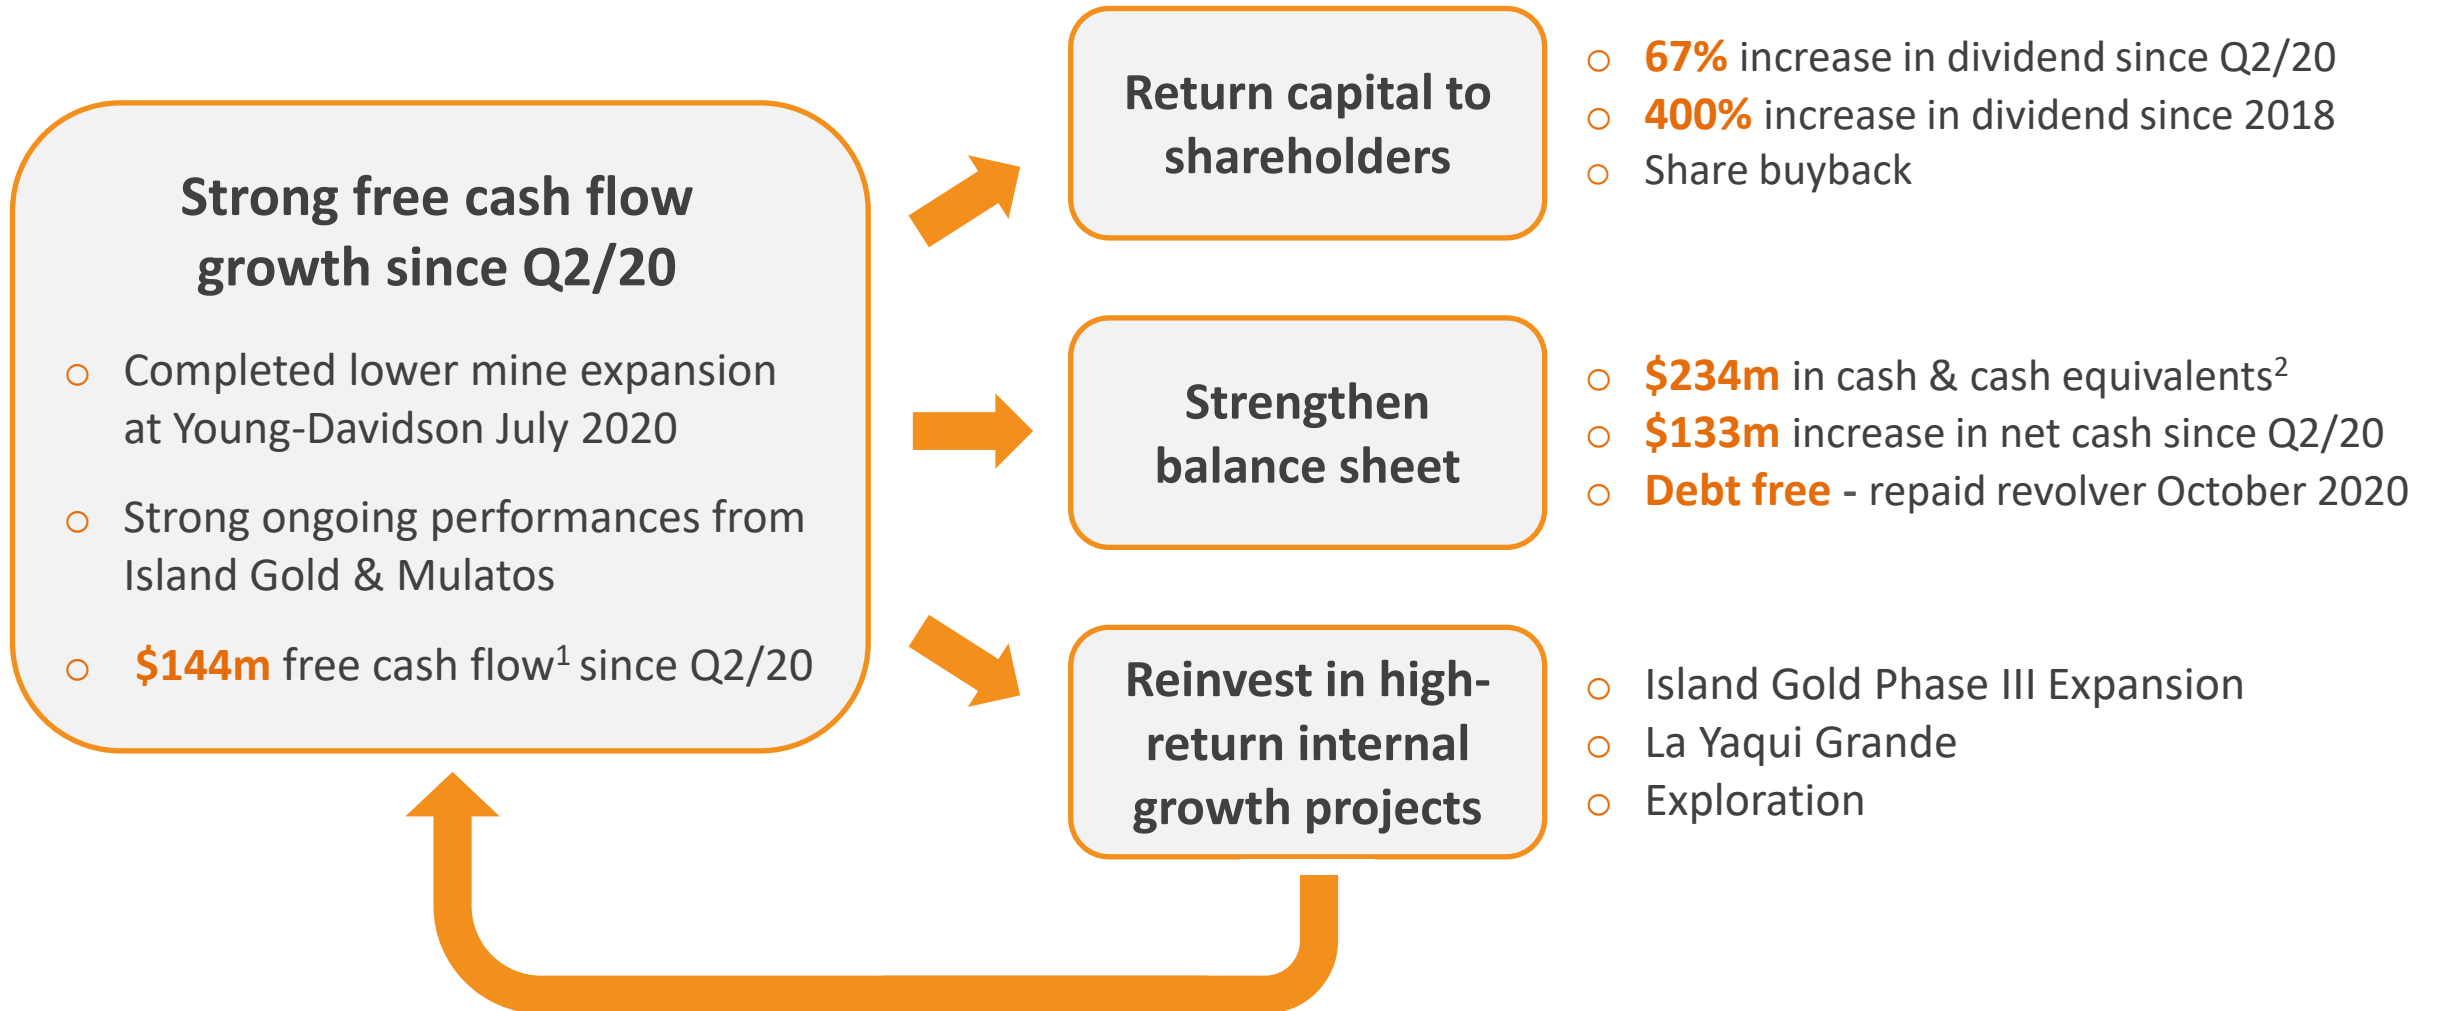 Strong free cash flow
growth since Q2/20
○ Completed lower mine expansion
at Young-Davidson July 2020
○ Strong ongoing performances from
Island Gold & Mulatos
○ $144m free cash flow¹ since Q2/20
Return capital to
shareholders
○ 67% increase in dividend since Q2/20
○ 400% increase in dividend since 2018
○ Share buyback
Strengthen
balance sheet
○ $234m in cash & cash equivalents²
○ $133m increase in net cash since Q2/20
○ Debt free - repaid revolver October 2020
Reinvest in high-
return internal
growth projects
○ Island Gold Phase III Expansion
○ La Yaqui Grande
○ Exploration